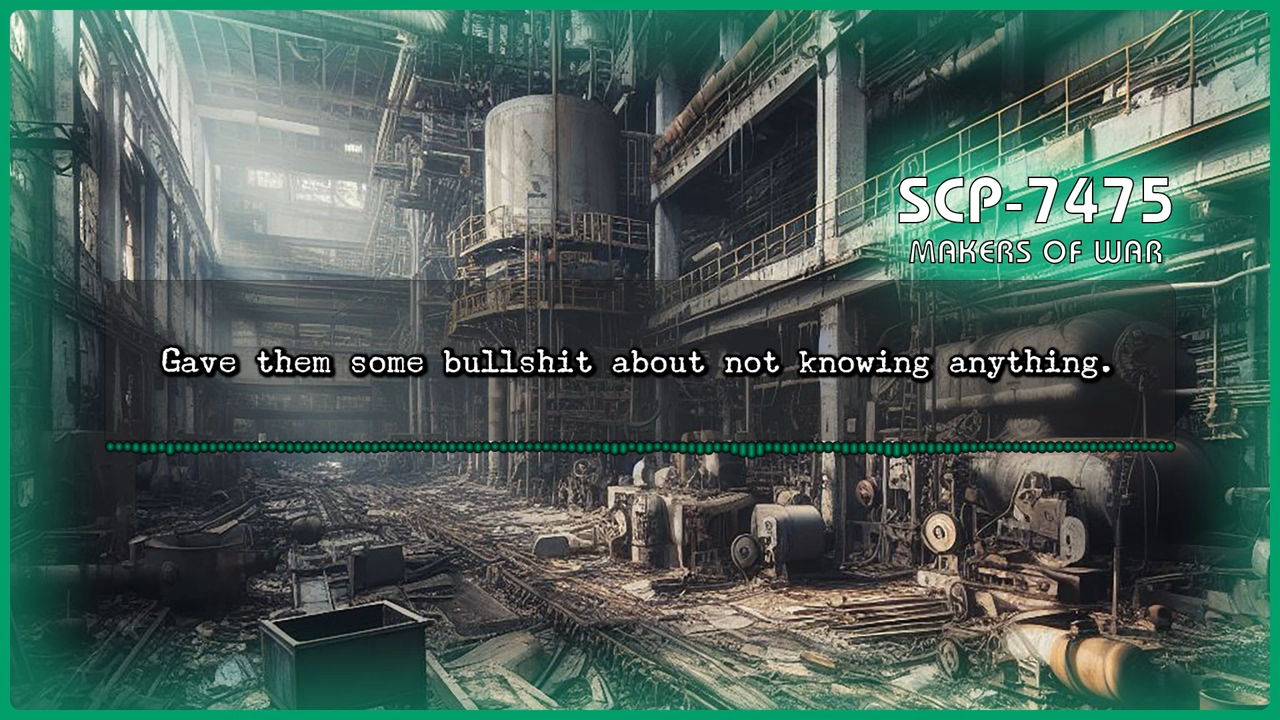 SCP-7475
MAKERS OF WAR
Gave them some bullshit about not knowing anything.